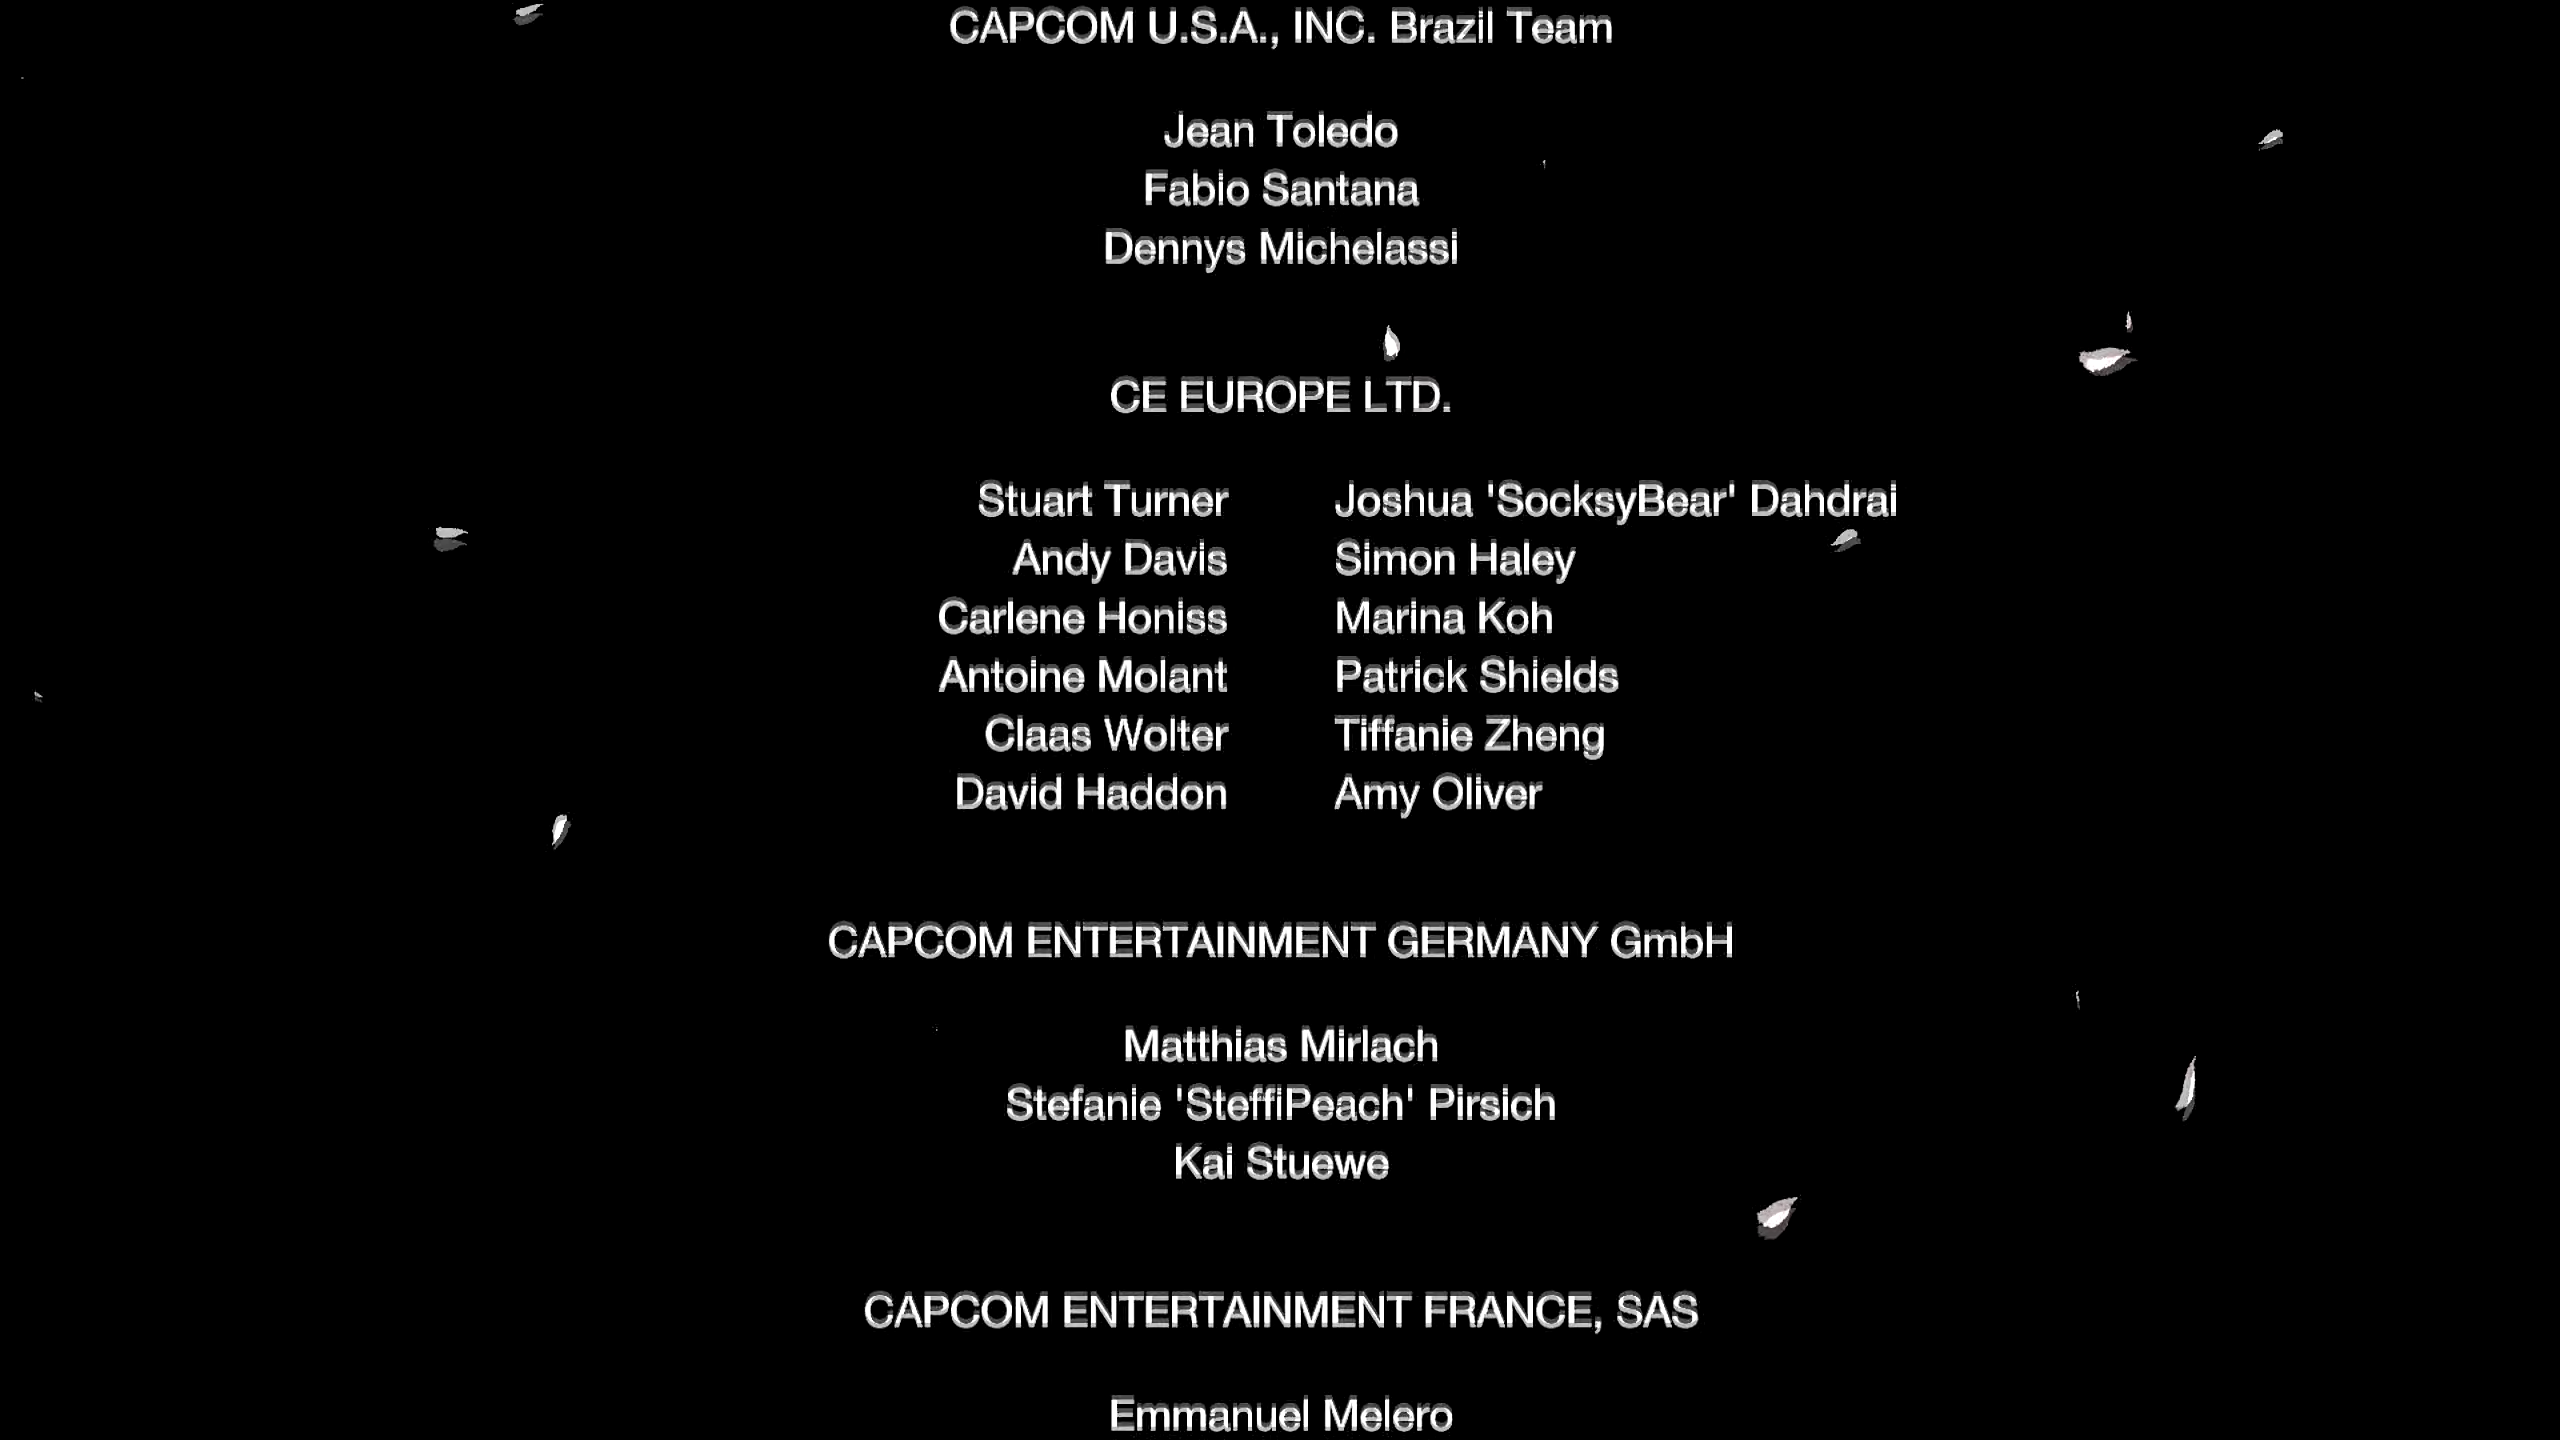 CAPCOM U.S.A., INC. Brazil Team
Jean Toledo
Fabio Santana
Dennys Michelassi
CE EUROPE LTD.
Stuart Turner Joshua 'SocksyBear' Dahdrai
Andy Davis Simon Haley
Carlene Honiss Marina Koh
Antoine Molant Patrick Shields
Claas Wolter Tiffanie Zheng
David Haddon Amy Oliver
CAPCOM ENTERTAINMENT GERMANY GmbH
Matthias Mirlach
Stefanie 'SteffiPeach' Pirsich
Kai Stuewe
CAPCOM ENTERTAINMENT FRANCE, SAS
Emmanuel Melero